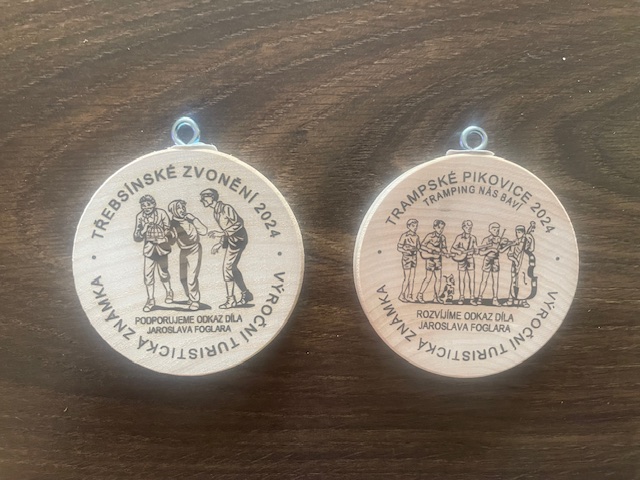 TŘEBSÍNSKÉ ZVONĚNÍ 2024
PODPORUJEME ODKAZ DÍLA
JAROSLAVA FOGLARA
VÝROČNÍ TURISTICKÁ ZNÁMKA
TRAMPSKÉ PIKOVICE 2024
TRAMPING NÁS BAVÍ
ROZVÍJÍME ODKAZ DÍLA
JAROSLAVA FOGLARA
VÝROČNÍ TURISTICKÁ ZNÁMKA